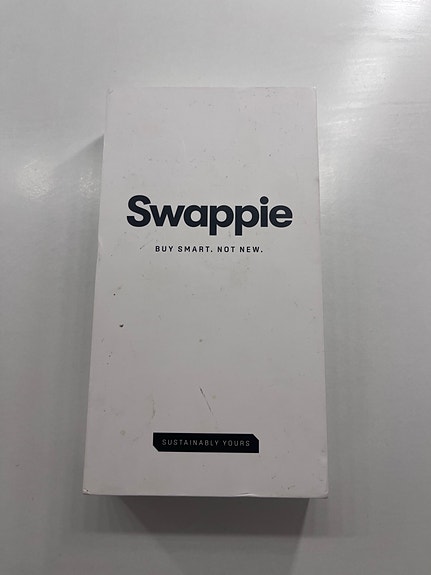 Swappie
BUY SMART. NOT NEW.
SUSTAINABLY YOURS